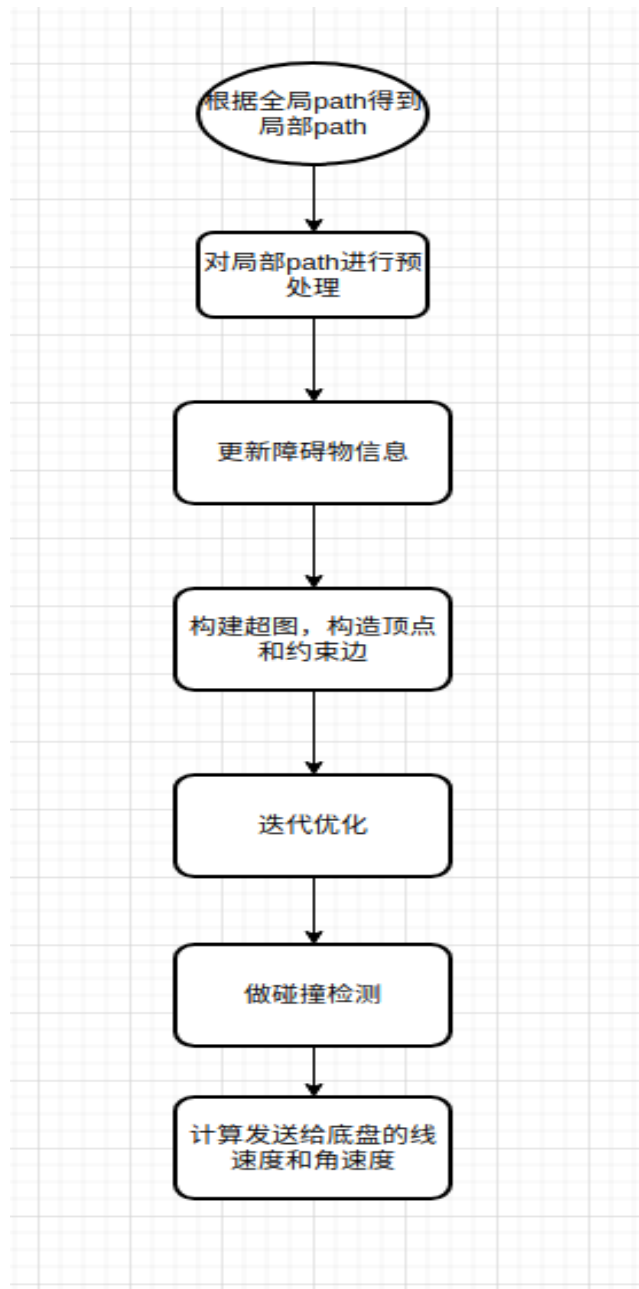 根据全局path得到
局部path
对局部path进行预
处理
更新障碍物信息
构建超图，构造顶点
和约束边
迭代优化
做碰撞检测
计算发送给底盘的线
速度和角速度